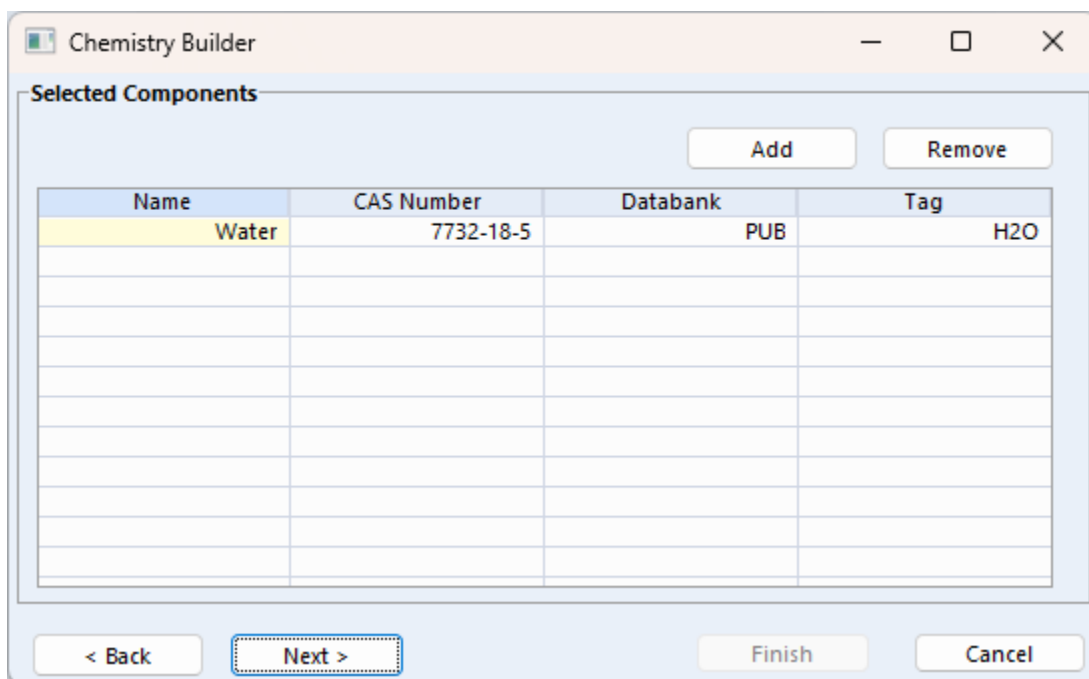 Chemistry Builder
Selected Components
Add Remove
Name CAS Number Databank Tag
Water 7732-18-5 PUB H2O
< Back Next > Finish Cancel